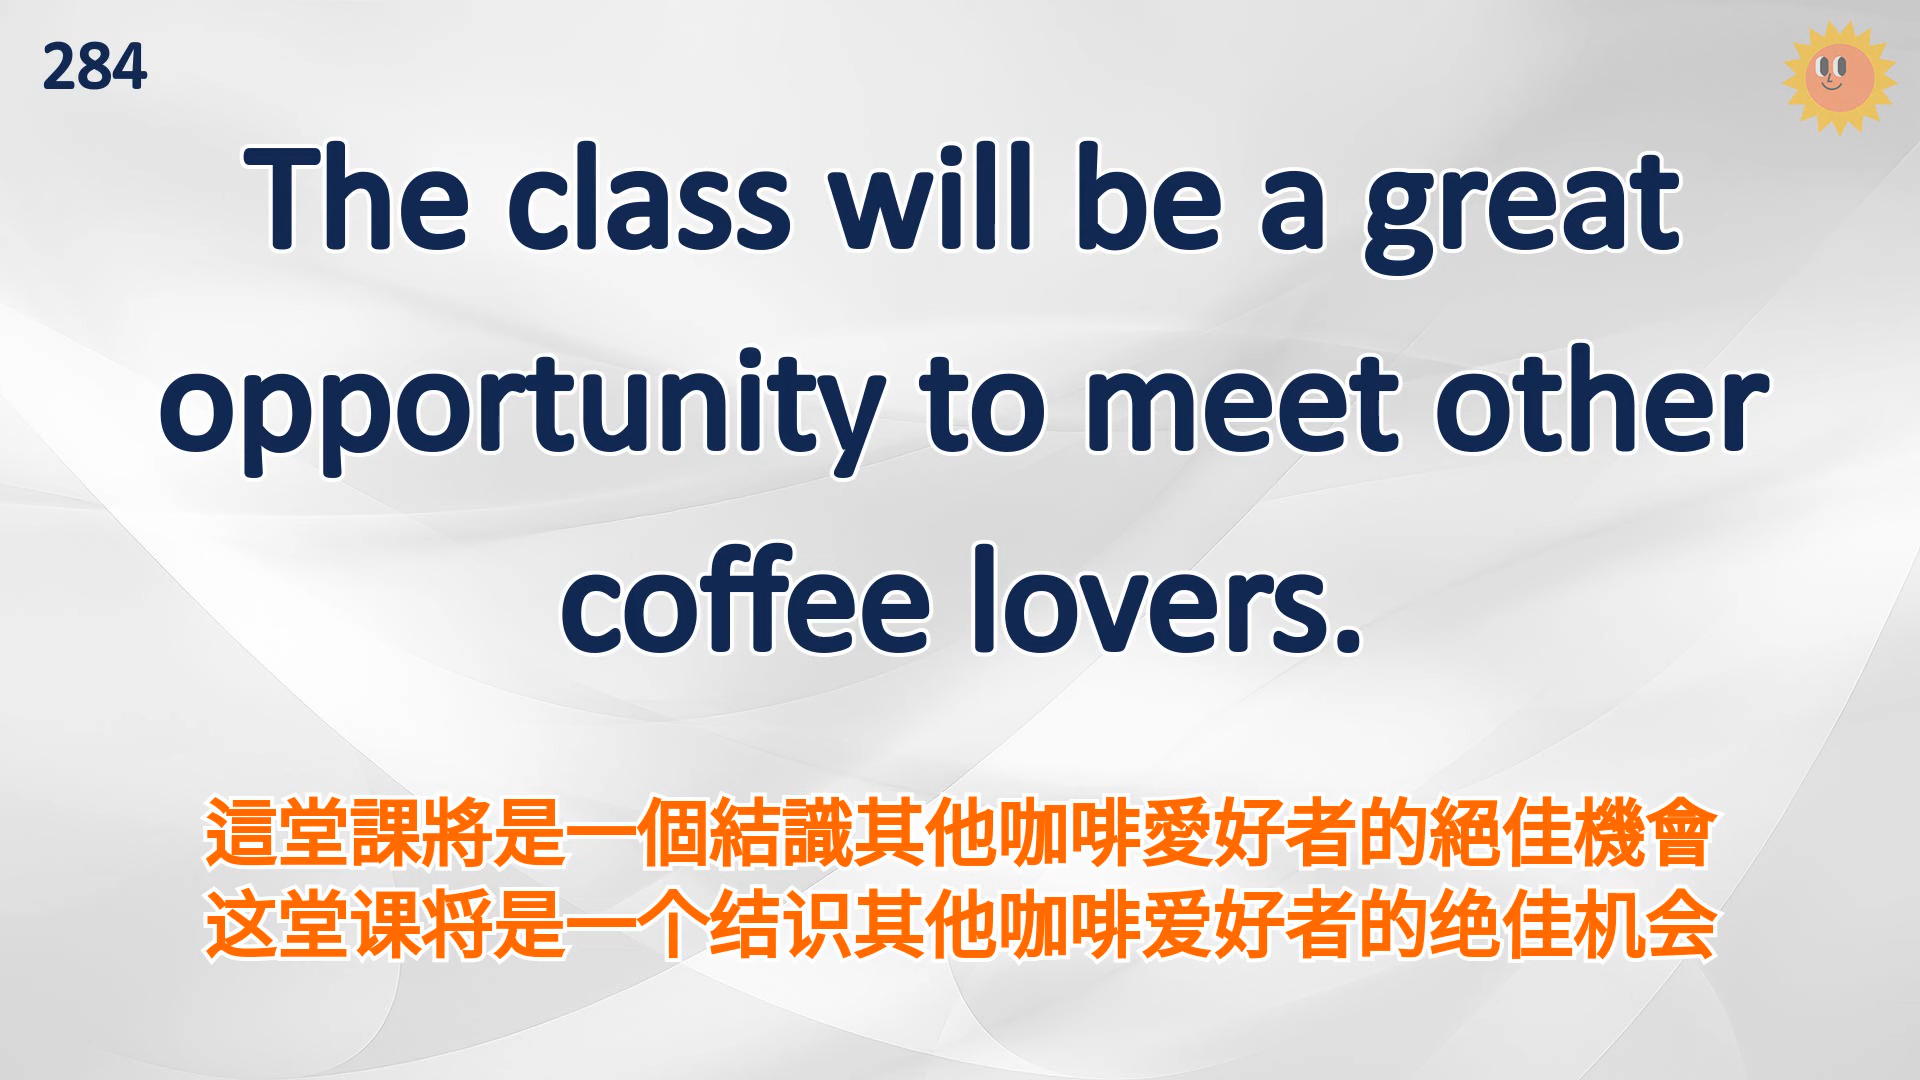 284
The class will be a great
opportunity to meet other
coffee lovers.
這堂課將是一個結識其他咖啡愛好者的絕佳機會
这堂课将是一个结识其他咖啡爱好者的绝佳机会